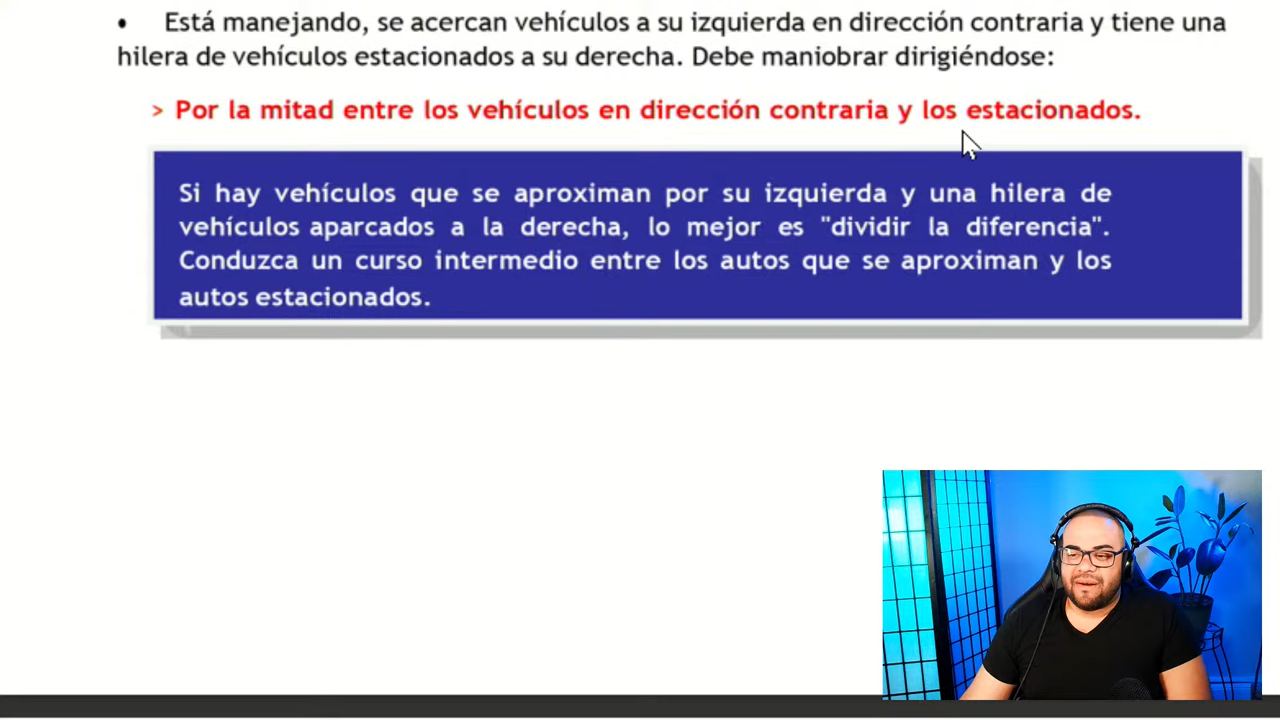 • Está manejando, se acercan vehículos a su izquierda en dirección contraria y tiene una
hilera de vehículos estacionados a su derecha. Debe maniobrar dirigiéndose:
> Por la mitad entre los vehículos en dirección contraria y los estacionados.
Si hay vehículos que se aproximan por su izquierda y una hilera de
vehículos aparcados a la derecha, lo mejor es "dividir la diferencia".
Conduzca un curso intermedio entre los autos que se aproximan y los
autos estacionados.